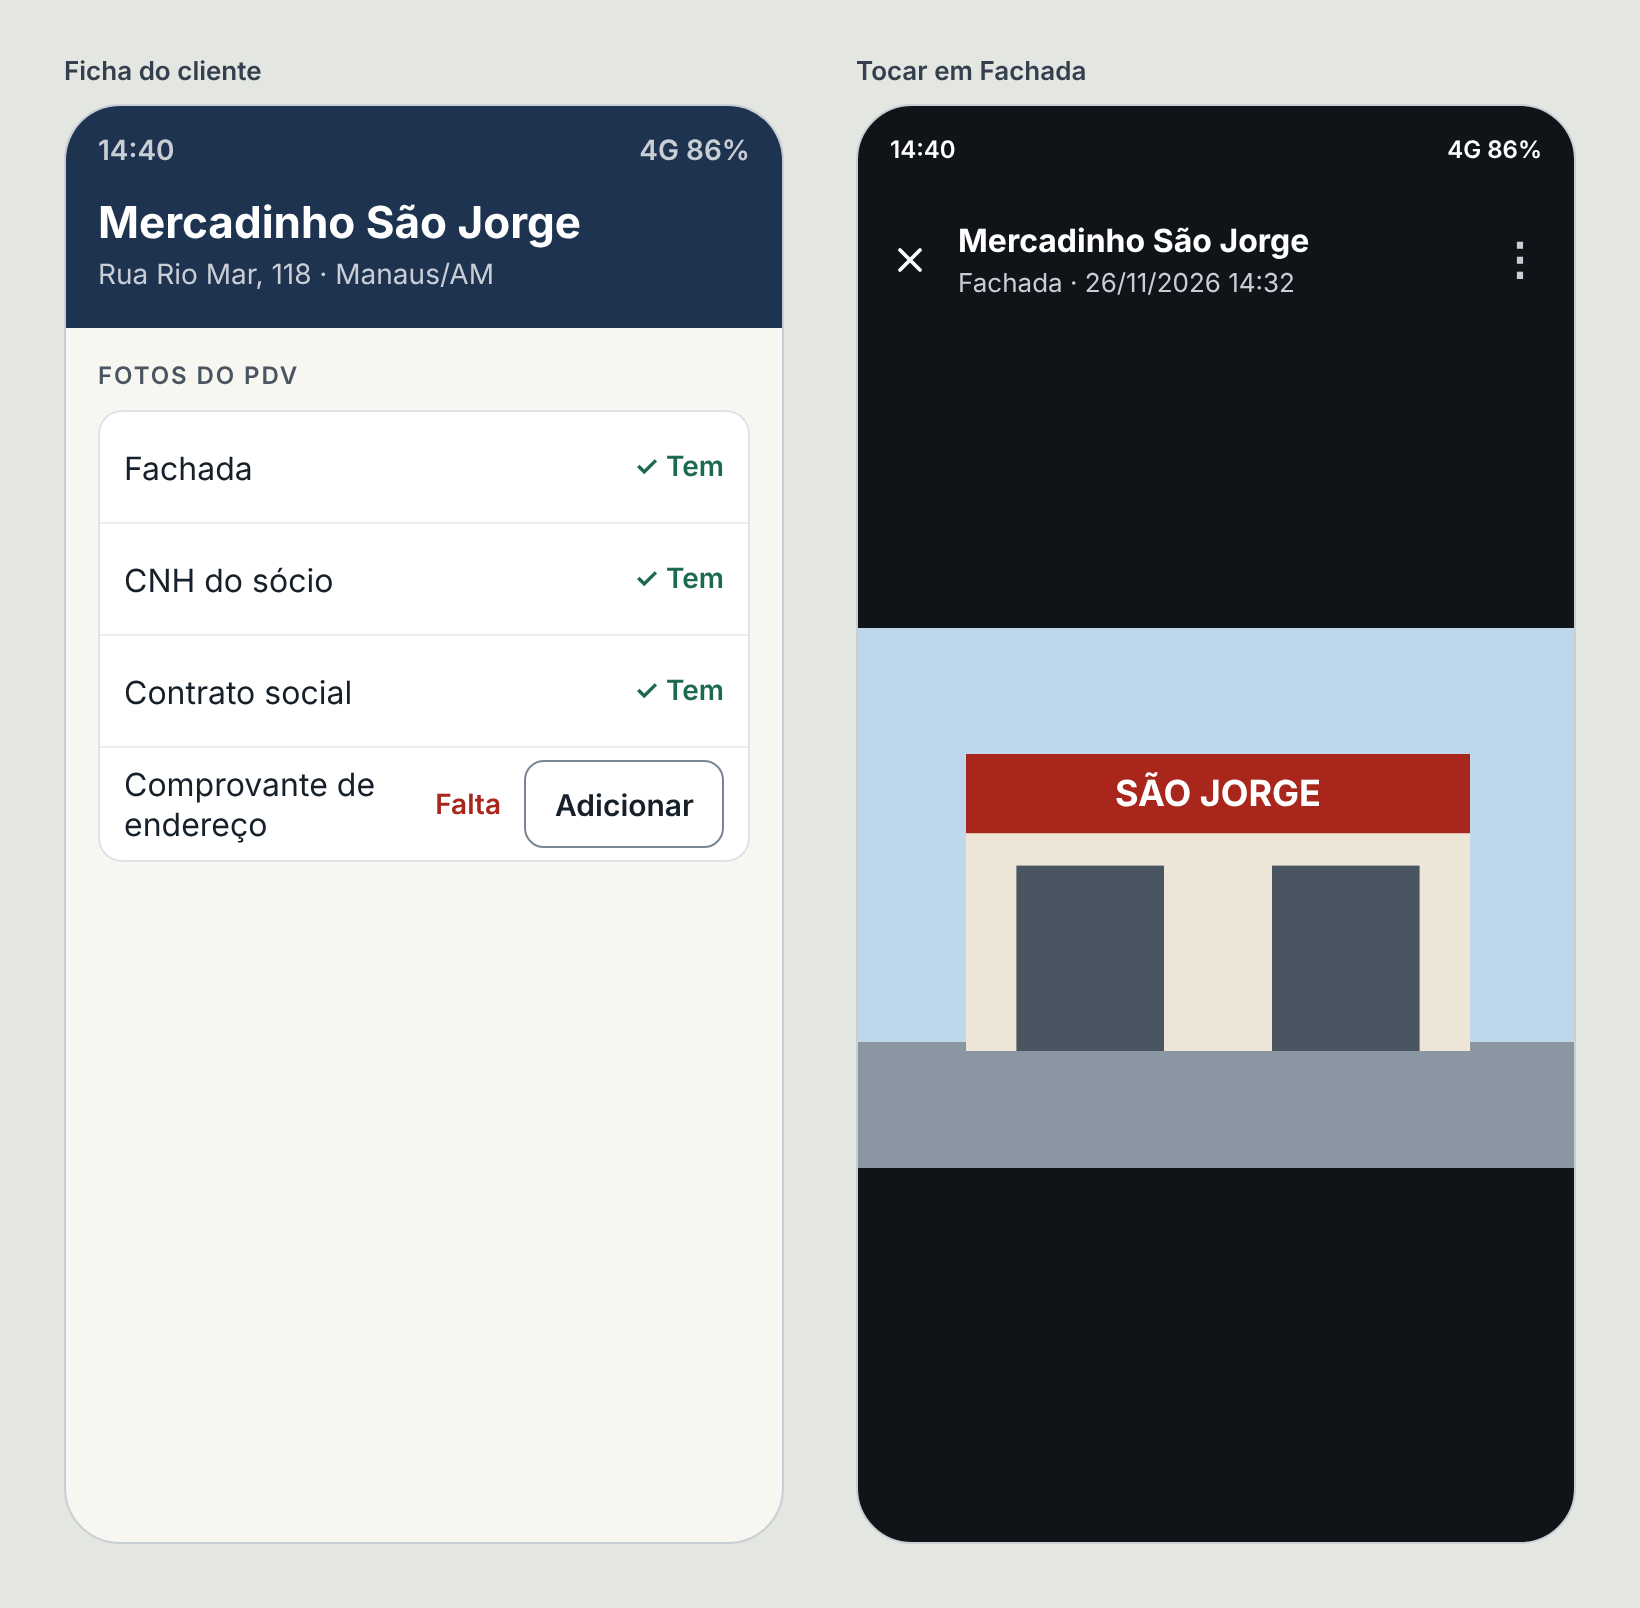 Ficha do cliente
14:40 4G 86%
Mercadinho São Jorge
Rua Rio Mar, 118 · Manaus/AM
FOTOS DO PDV
Fachada ✓ Tem
CNH do sócio ✓ Tem
Contrato social ✓ Tem
Comprovante de
endereço
Falta
Adicionar
Tocar em Fachada
14:40 4G 86%
Mercadinho São Jorge
Fachada · 26/11/2026 14:32
SÃO JORGE